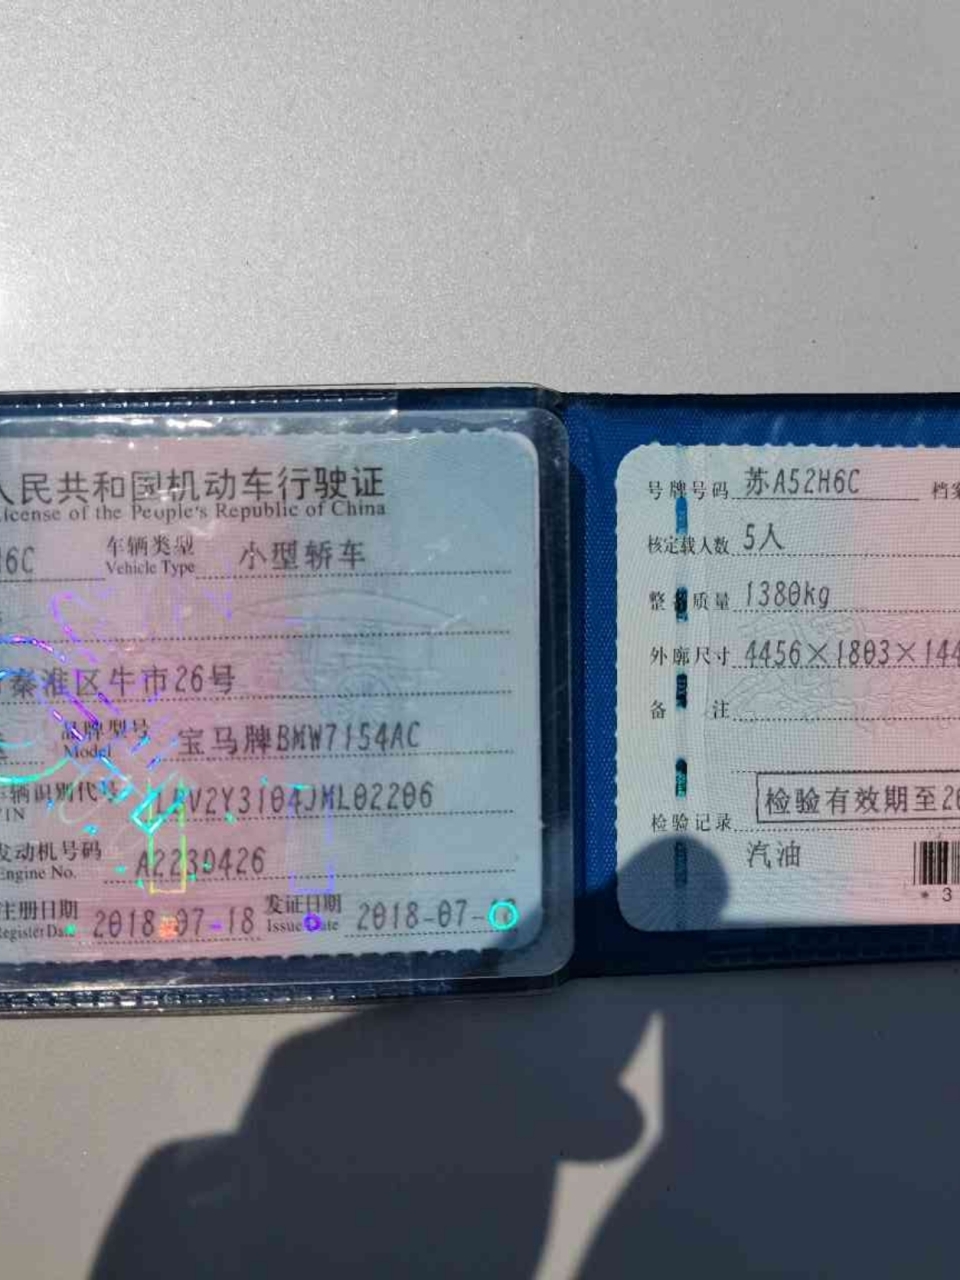 人民共和国机动车行驶证
License of the People's Republic of China
H6C 车辆类型 Vehicle Type 小型轿车
秦淮区牛市26号
品牌型号 Model 宝马牌BMW7154AC
车辆识别代号 VIN V2Y3104JML02206
发动机号码 Engine No. A2230426
注册日期 Register Date 2018-07-18 发证日期 Issue Date 2018-07-
号牌号码 苏A52H6C 档案
核定载人数 5人
整备质量 1380kg
外廓尺寸 4456×1803×144
备注
检验有效期至20
检验记录
汽油
*3